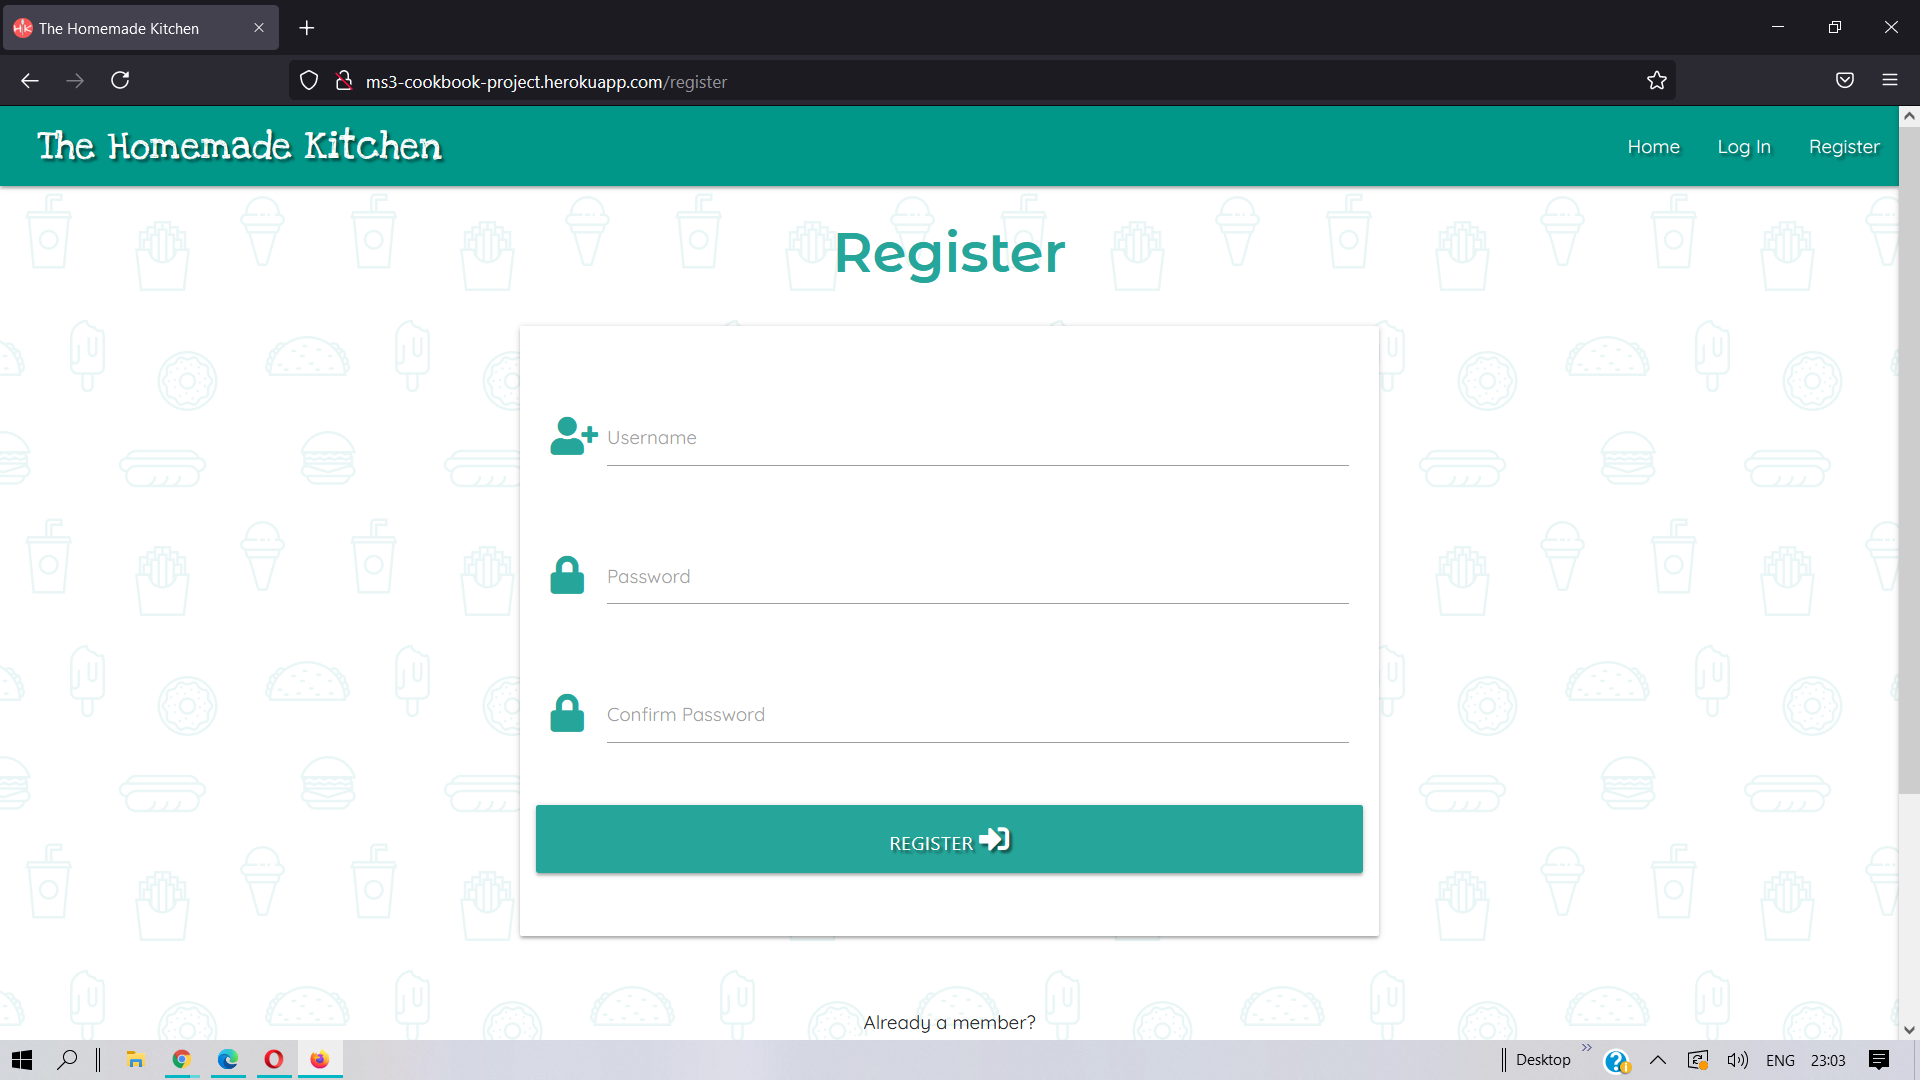 The Homemade Kitchen
ms3-cookbook-project.herokuapp.com/register
The Homemade Kitchen
Home Log In Register
Register
Username
Password
Confirm Password
REGISTER
Already a member?
Desktop ENG 23:03